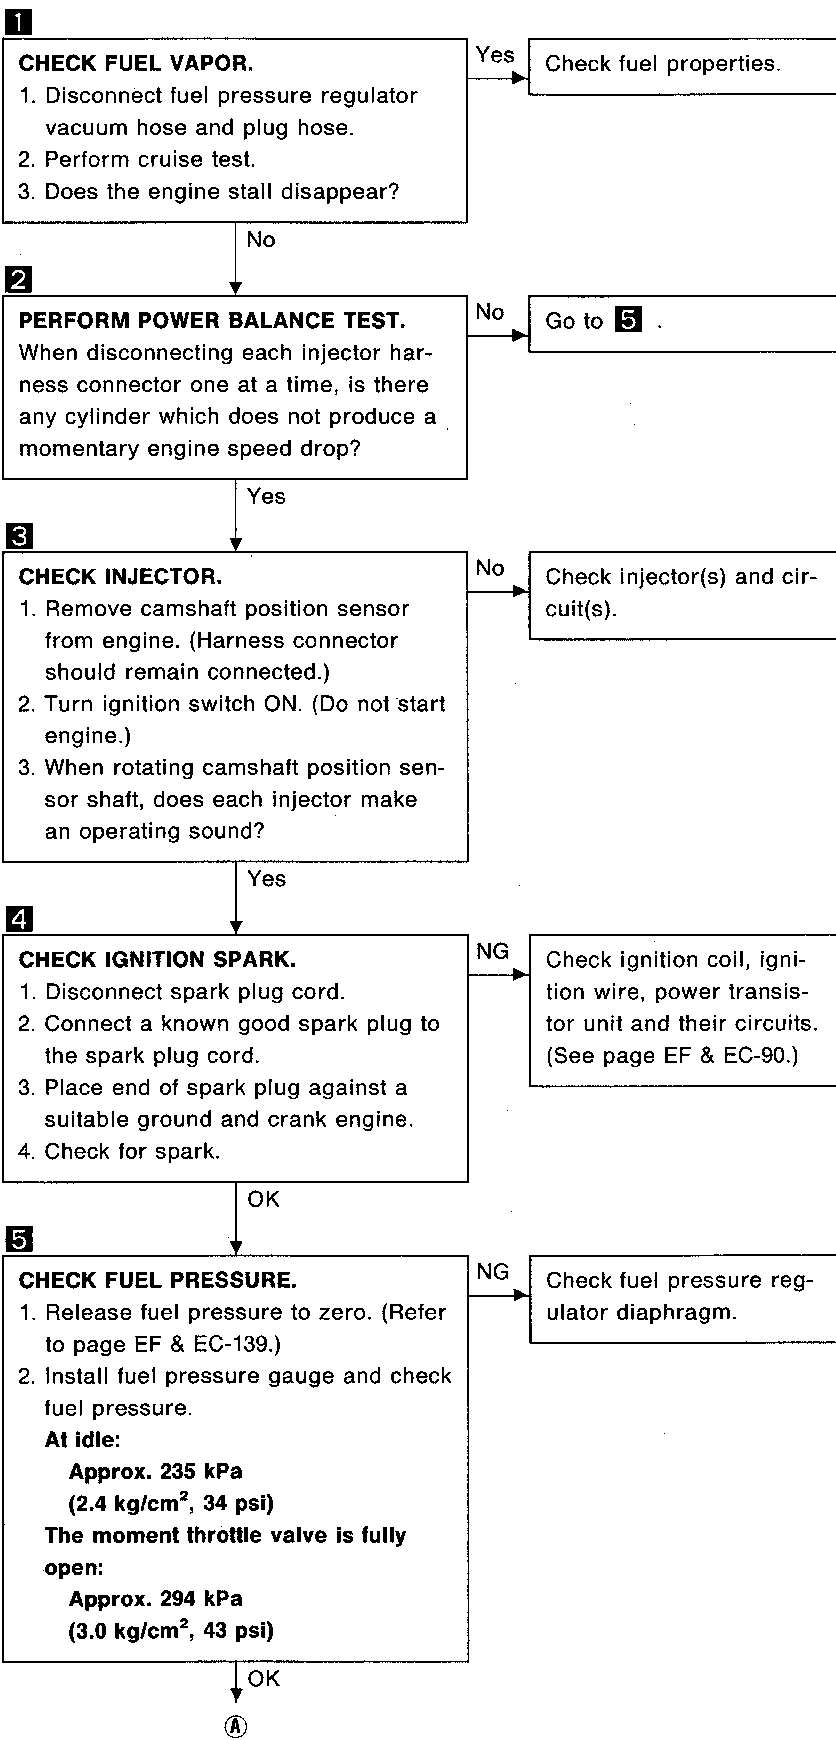 1
CHECK FUEL VAPOR.
1. Disconnect fuel pressure regulator
vacuum hose and plug hose.
2. Perform cruise test.
3. Does the engine stall disappear?
Yes
Check fuel properties.
No
2
PERFORM POWER BALANCE TEST.
When disconnecting each injector har-
ness connector one at a time, is there
any cylinder which does not produce a
momentary engine speed drop?
No
Go to 5 .
Yes
3
CHECK INJECTOR.
1. Remove camshaft position sensor
from engine. (Harness connector
should remain connected.)
2. Turn ignition switch ON. (Do not start
engine.)
3. When rotating camshaft position sen-
sor shaft, does each injector make
an operating sound?
No
Check injector(s) and cir-
cuit(s).
Yes
4
CHECK IGNITION SPARK.
1. Disconnect spark plug cord.
2. Connect a known good spark plug to
the spark plug cord.
3. Place end of spark plug against a
suitable ground and crank engine.
4. Check for spark.
NG
Check ignition coil, igni-
tion wire, power transis-
tor unit and their circuits.
(See page EF & EC-90.)
OK
5
CHECK FUEL PRESSURE.
1. Release fuel pressure to zero. (Refer
to page EF & EC-139.)
2. Install fuel pressure gauge and check
fuel pressure.
At idle:
Approx. 235 kPa
(2.4 kg/cm², 34 psi)
The moment throttle valve is fully
open:
Approx. 294 kPa
(3.0 kg/cm², 43 psi)
NG
Check fuel pressure reg-
ulator diaphragm.
OK
Ⓐ